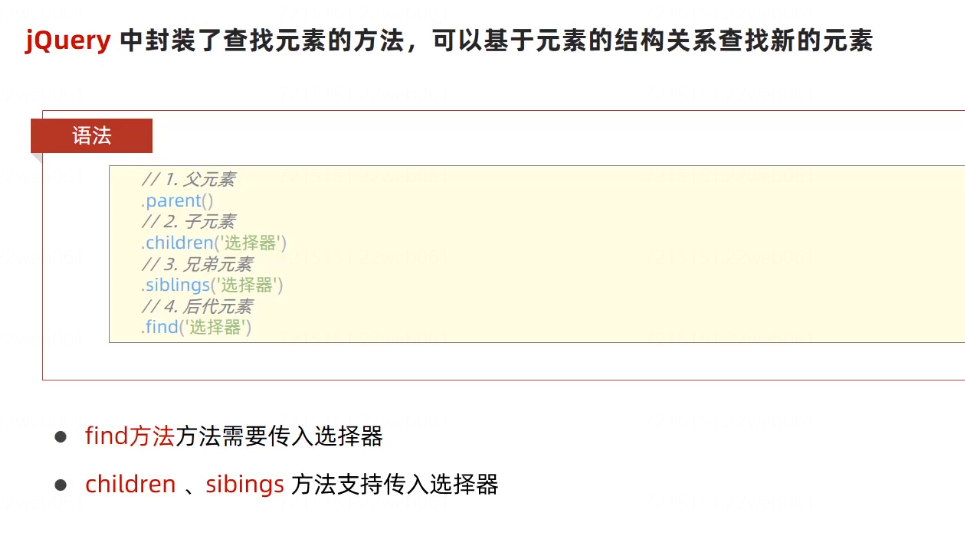 jQuery 中封装了查找元素的方法，可以基于元素的结构关系查找新的元素
语法
// 1. 父元素
.parent()
// 2. 子元素
.children('选择器')
// 3. 兄弟元素
.siblings('选择器')
// 4. 后代元素
.find('选择器')
● find方法方法需要传入选择器
● children 、sibings 方法支持传入选择器